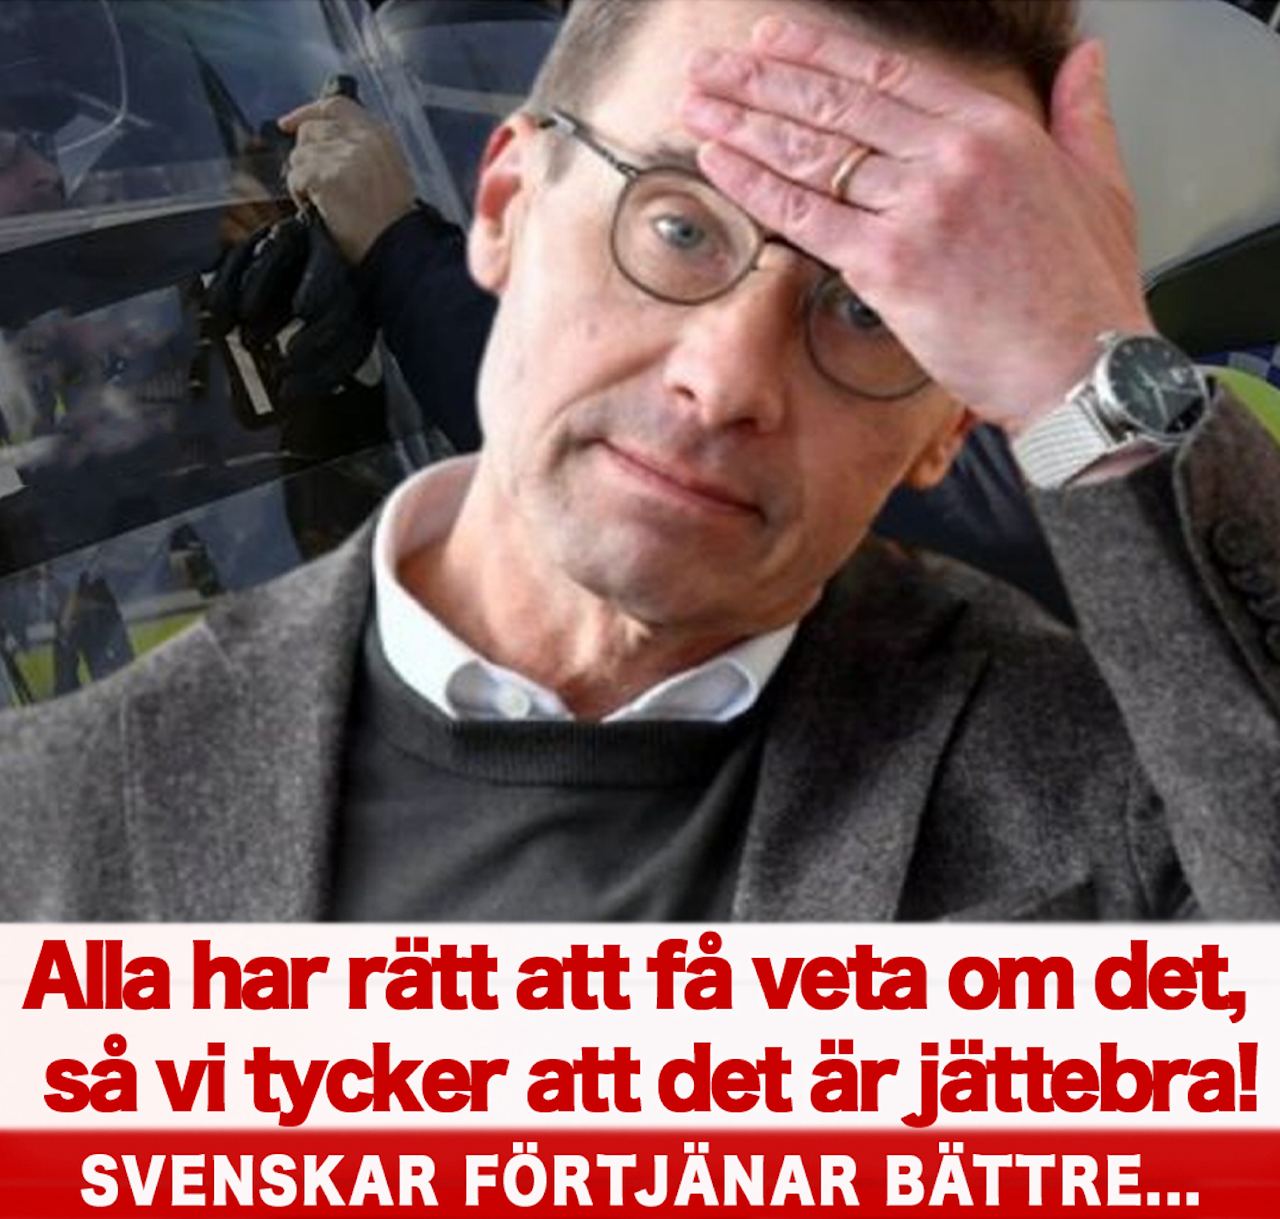 Alla har rätt att få veta om det,
så vi tycker att det är jättebra!
SVENSKAR FÖRTJÄNAR BÄTTRE...